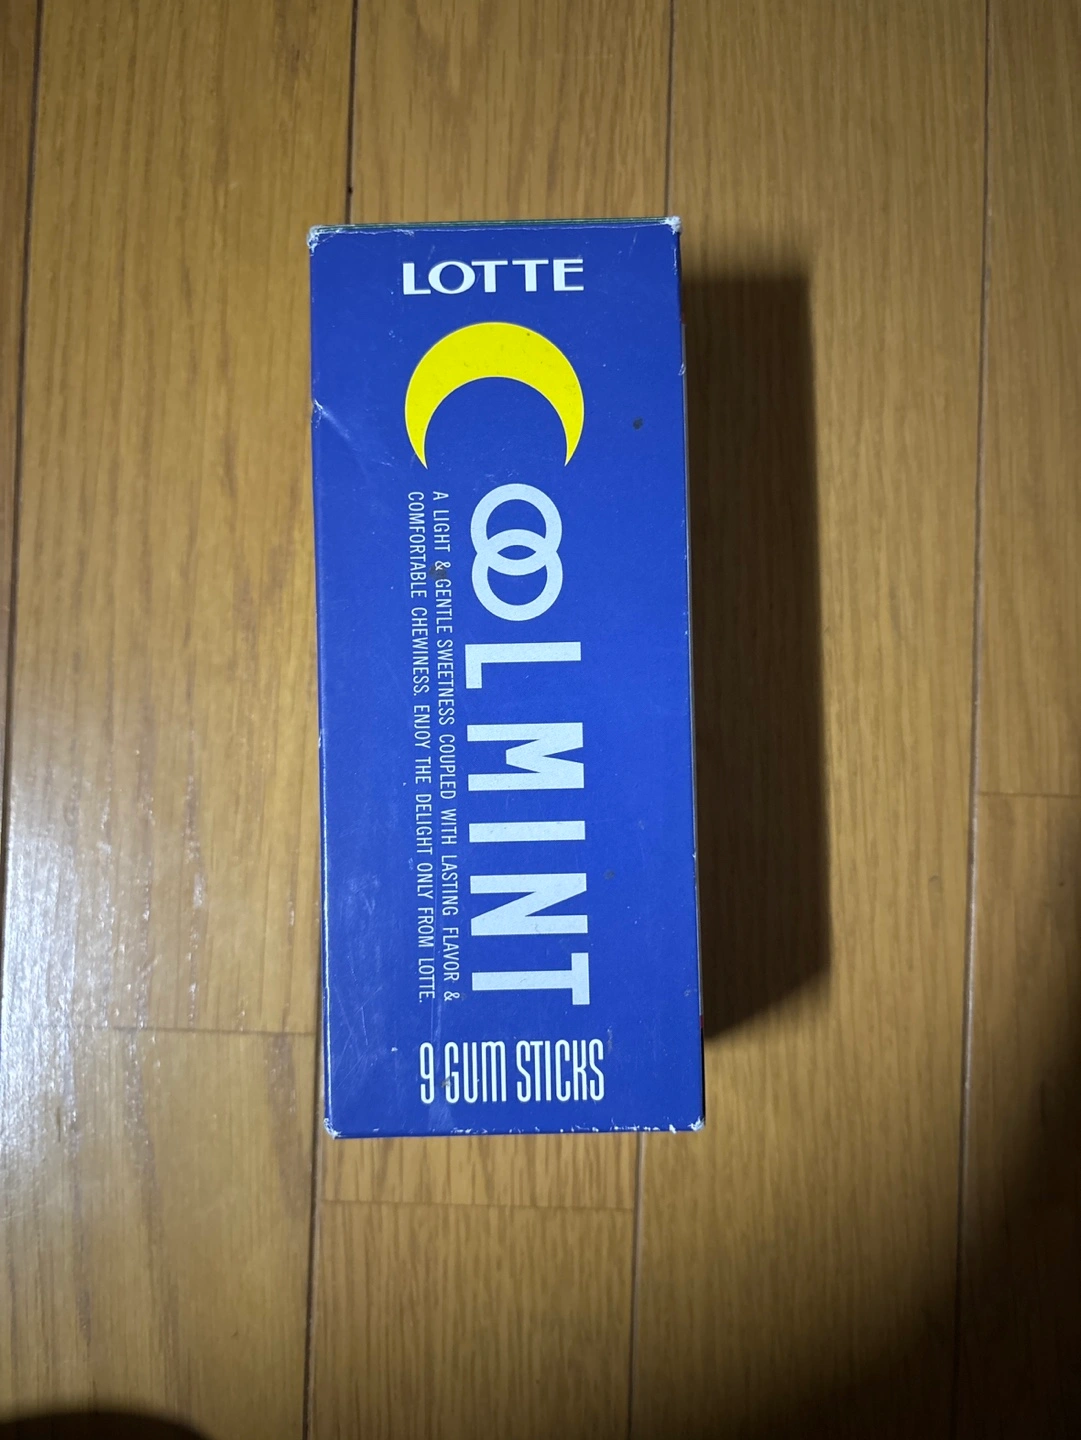 LOTTE
COOLMINT
A LIGHT & GENTLE SWEETNESS COUPLED WITH LASTING FLAVOR &
COMFORTABLE CHEWINESS. ENJOY THE DELIGHT ONLY FROM LOTTE.
9 GUM STICKS